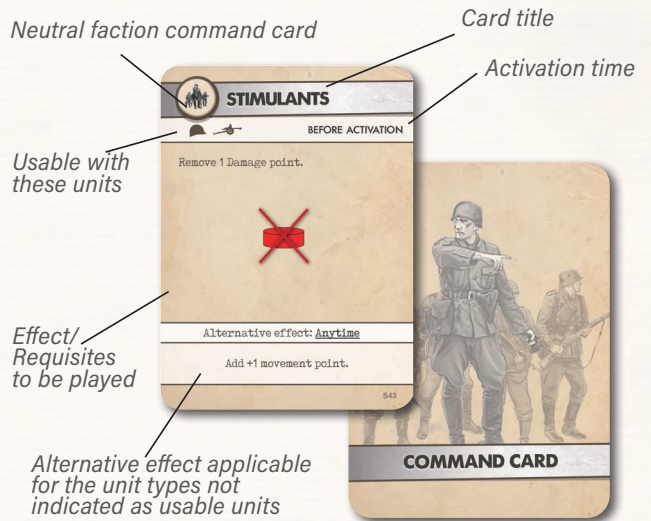 Neutral faction command card
Card title
Activation time
STIMULANTS
BEFORE ACTIVATION
Usable with
these units
Remove 1 Damage point.
Effect/
Requisites
to be played
Alternative effect: Anytime
Add +1 movement point.
S43
Alternative effect applicable
for the unit types not
indicated as usable units
COMMAND CARD